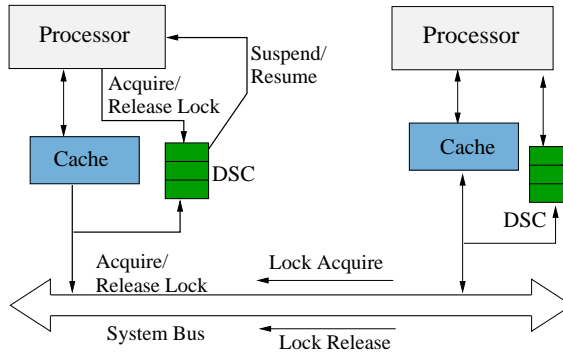 Processor
Suspend/
Resume
Acquire/
Release Lock
Cache
DSC
Acquire/
Release Lock
Processor
Cache
DSC
Lock Acquire
System Bus
Lock Release